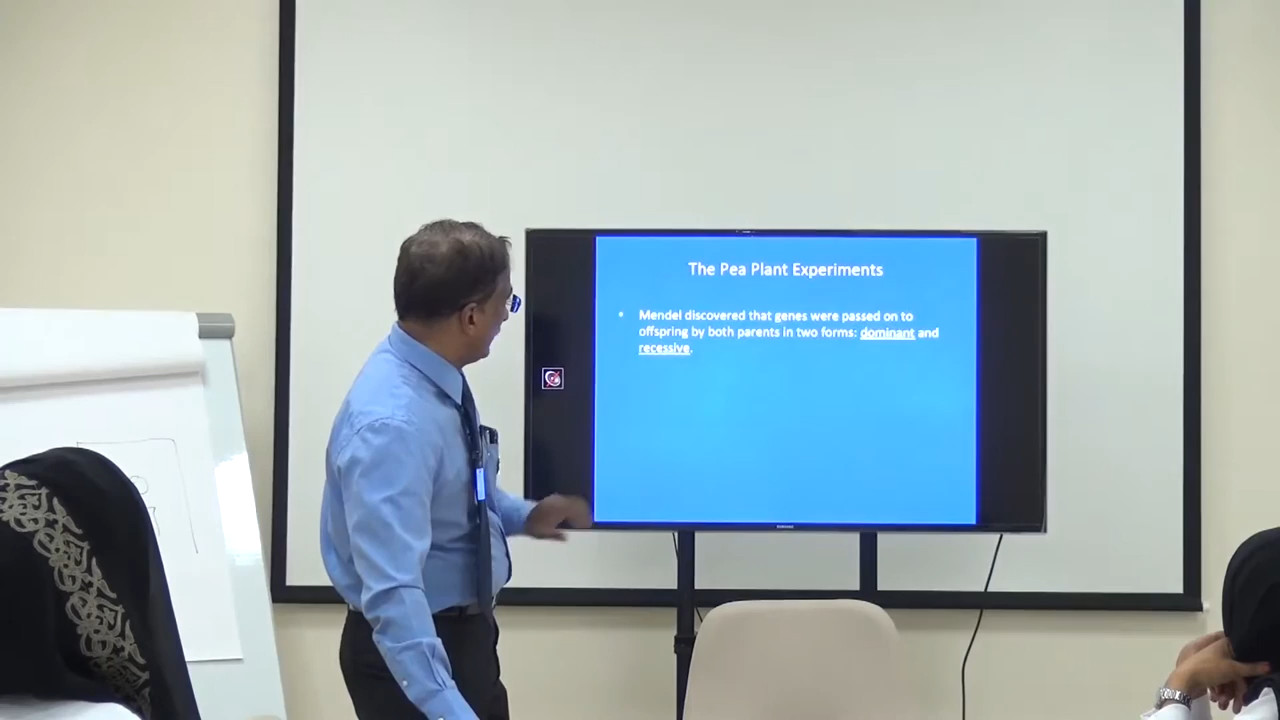 The Pea Plant Experiments
• Mendel discovered that genes were passed on to
offspring by both parents in two forms: dominant and
recessive.
SAMSUNG